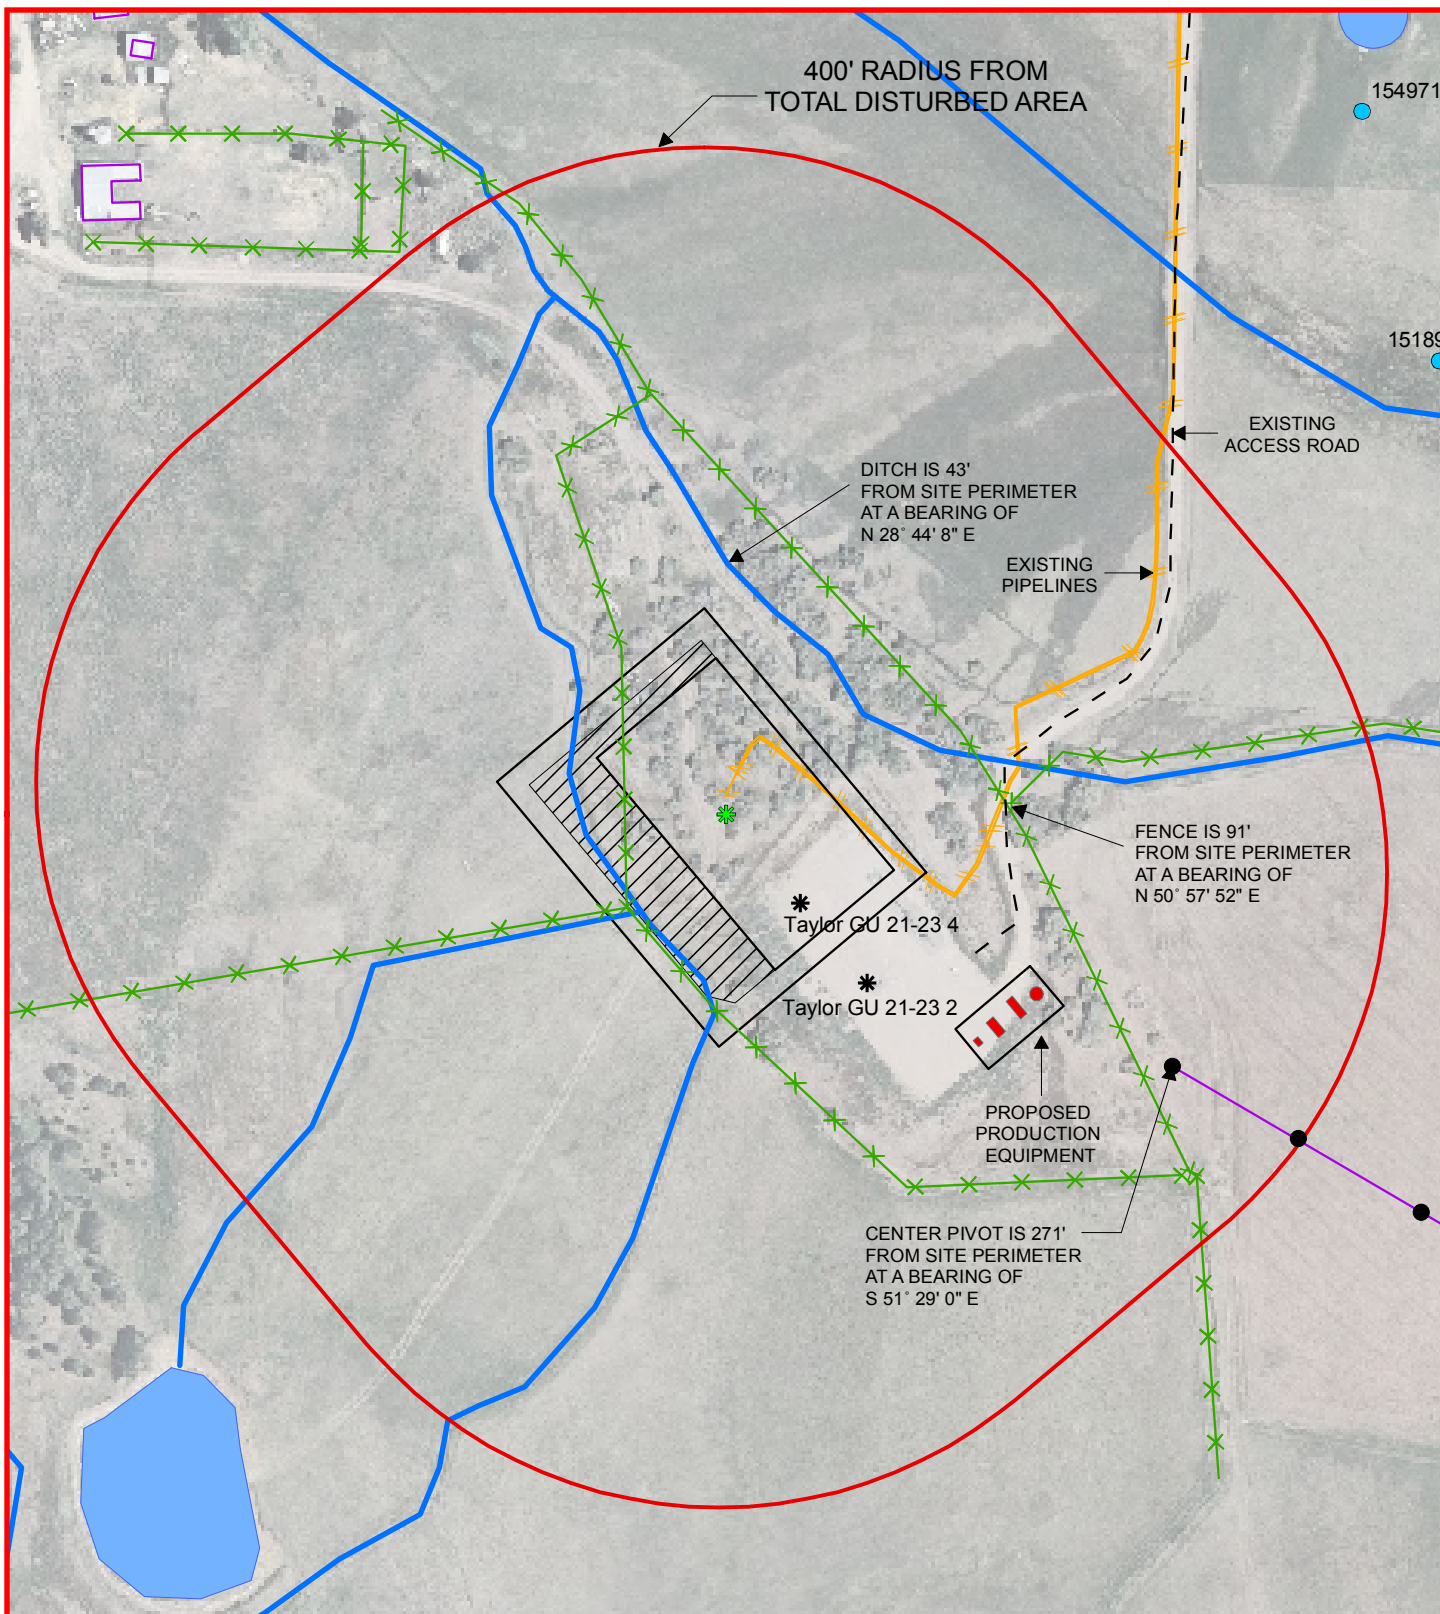 400' RADIUS FROM
TOTAL DISTURBED AREA
154971
15189
EXISTING
ACCESS ROAD
DITCH IS 43'
FROM SITE PERIMETER
AT A BEARING OF
N 28° 44' 8" E
EXISTING
PIPELINES
FENCE IS 91'
FROM SITE PERIMETER
AT A BEARING OF
N 50° 57' 52" E
Taylor GU 21-23 4
Taylor GU 21-23 2
PROPOSED
PRODUCTION
EQUIPMENT
CENTER PIVOT IS 271'
FROM SITE PERIMETER
AT A BEARING OF
S 51° 29' 0" E